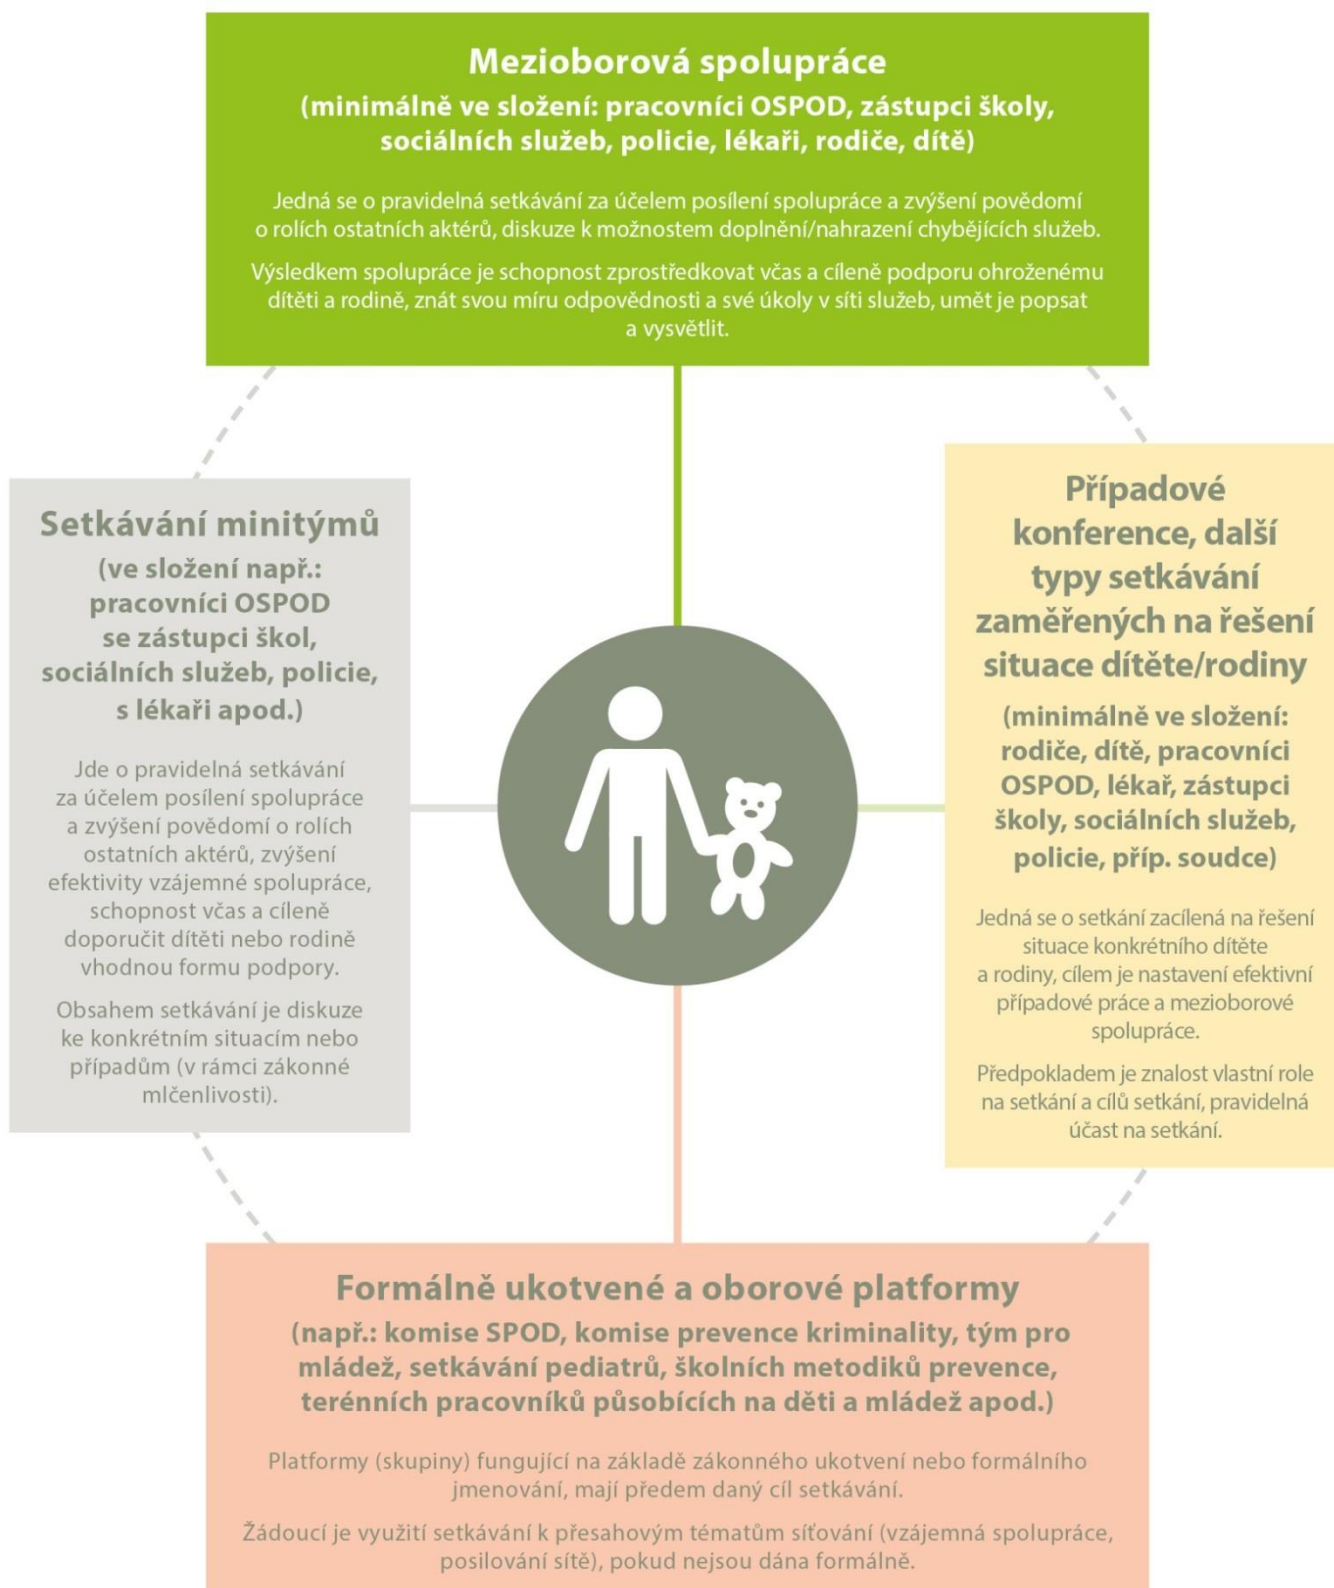 Mezioborová spolupráce
(minimálně ve složení: pracovníci OSPOD, zástupci školy,
sociálních služeb, policie, lékaři, rodiče, dítě)
Jedná se o pravidelná setkávání za účelem posílení spolupráce a zvýšení povědomí
o rolích ostatních aktérů, diskuze k možnostem doplnění/nahrazení chybějících služeb.
Výsledkem spolupráce je schopnost zprostředkovat včas a cíleně podporu ohroženému
dítěti a rodině, znát svou míru odpovědnosti a své úkoly v síti služeb, umět je popsat
a vysvětlit.
Setkávání minitýmů
(ve složení např.:
pracovníci OSPOD
se zástupci škol,
sociálních služeb, policie,
s lékaři apod.)
Jde o pravidelná setkávání
za účelem posílení spolupráce
a zvýšení povědomí o rolích
ostatních aktérů, zvýšení
efektivity vzájemné spolupráce,
schopnost včas a cíleně
doporučit dítěti nebo rodině
vhodnou formu podpory.
Obsahem setkávání je diskuze
ke konkrétním situacím nebo
případům (v rámci zákonné
mlčenlivosti).
Případové
konference, další
typy setkávání
zaměřených na řešení
situace dítěte/rodiny
(minimálně ve složení:
rodiče, dítě, pracovníci
OSPOD, lékař, zástupci
školy, sociálních služeb,
policie, příp. soudce)
Jedná se o setkání zacílená na řešení
situace konkrétního dítěte
a rodiny, cílem je nastavení efektivní
případové práce a mezioborové
spolupráce.
Předpokladem je znalost vlastní role
na setkání a cílů setkání, pravidelná
účast na setkání.
Formálně ukotvené a oborové platformy
(např.: komise SPOD, komise prevence kriminality, tým pro
mládež, setkávání pediatrů, školních metodiků prevence,
terénních pracovníků působících na děti a mládež apod.)
Platformy (skupiny) fungující na základě zákonného ukotvení nebo formálního
jmenování, mají předem daný cíl setkávání.
Žádoucí je využití setkávání k přesahovým tématům síťování (vzájemná spolupráce,
posilování sítě), pokud nejsou dána formálně.